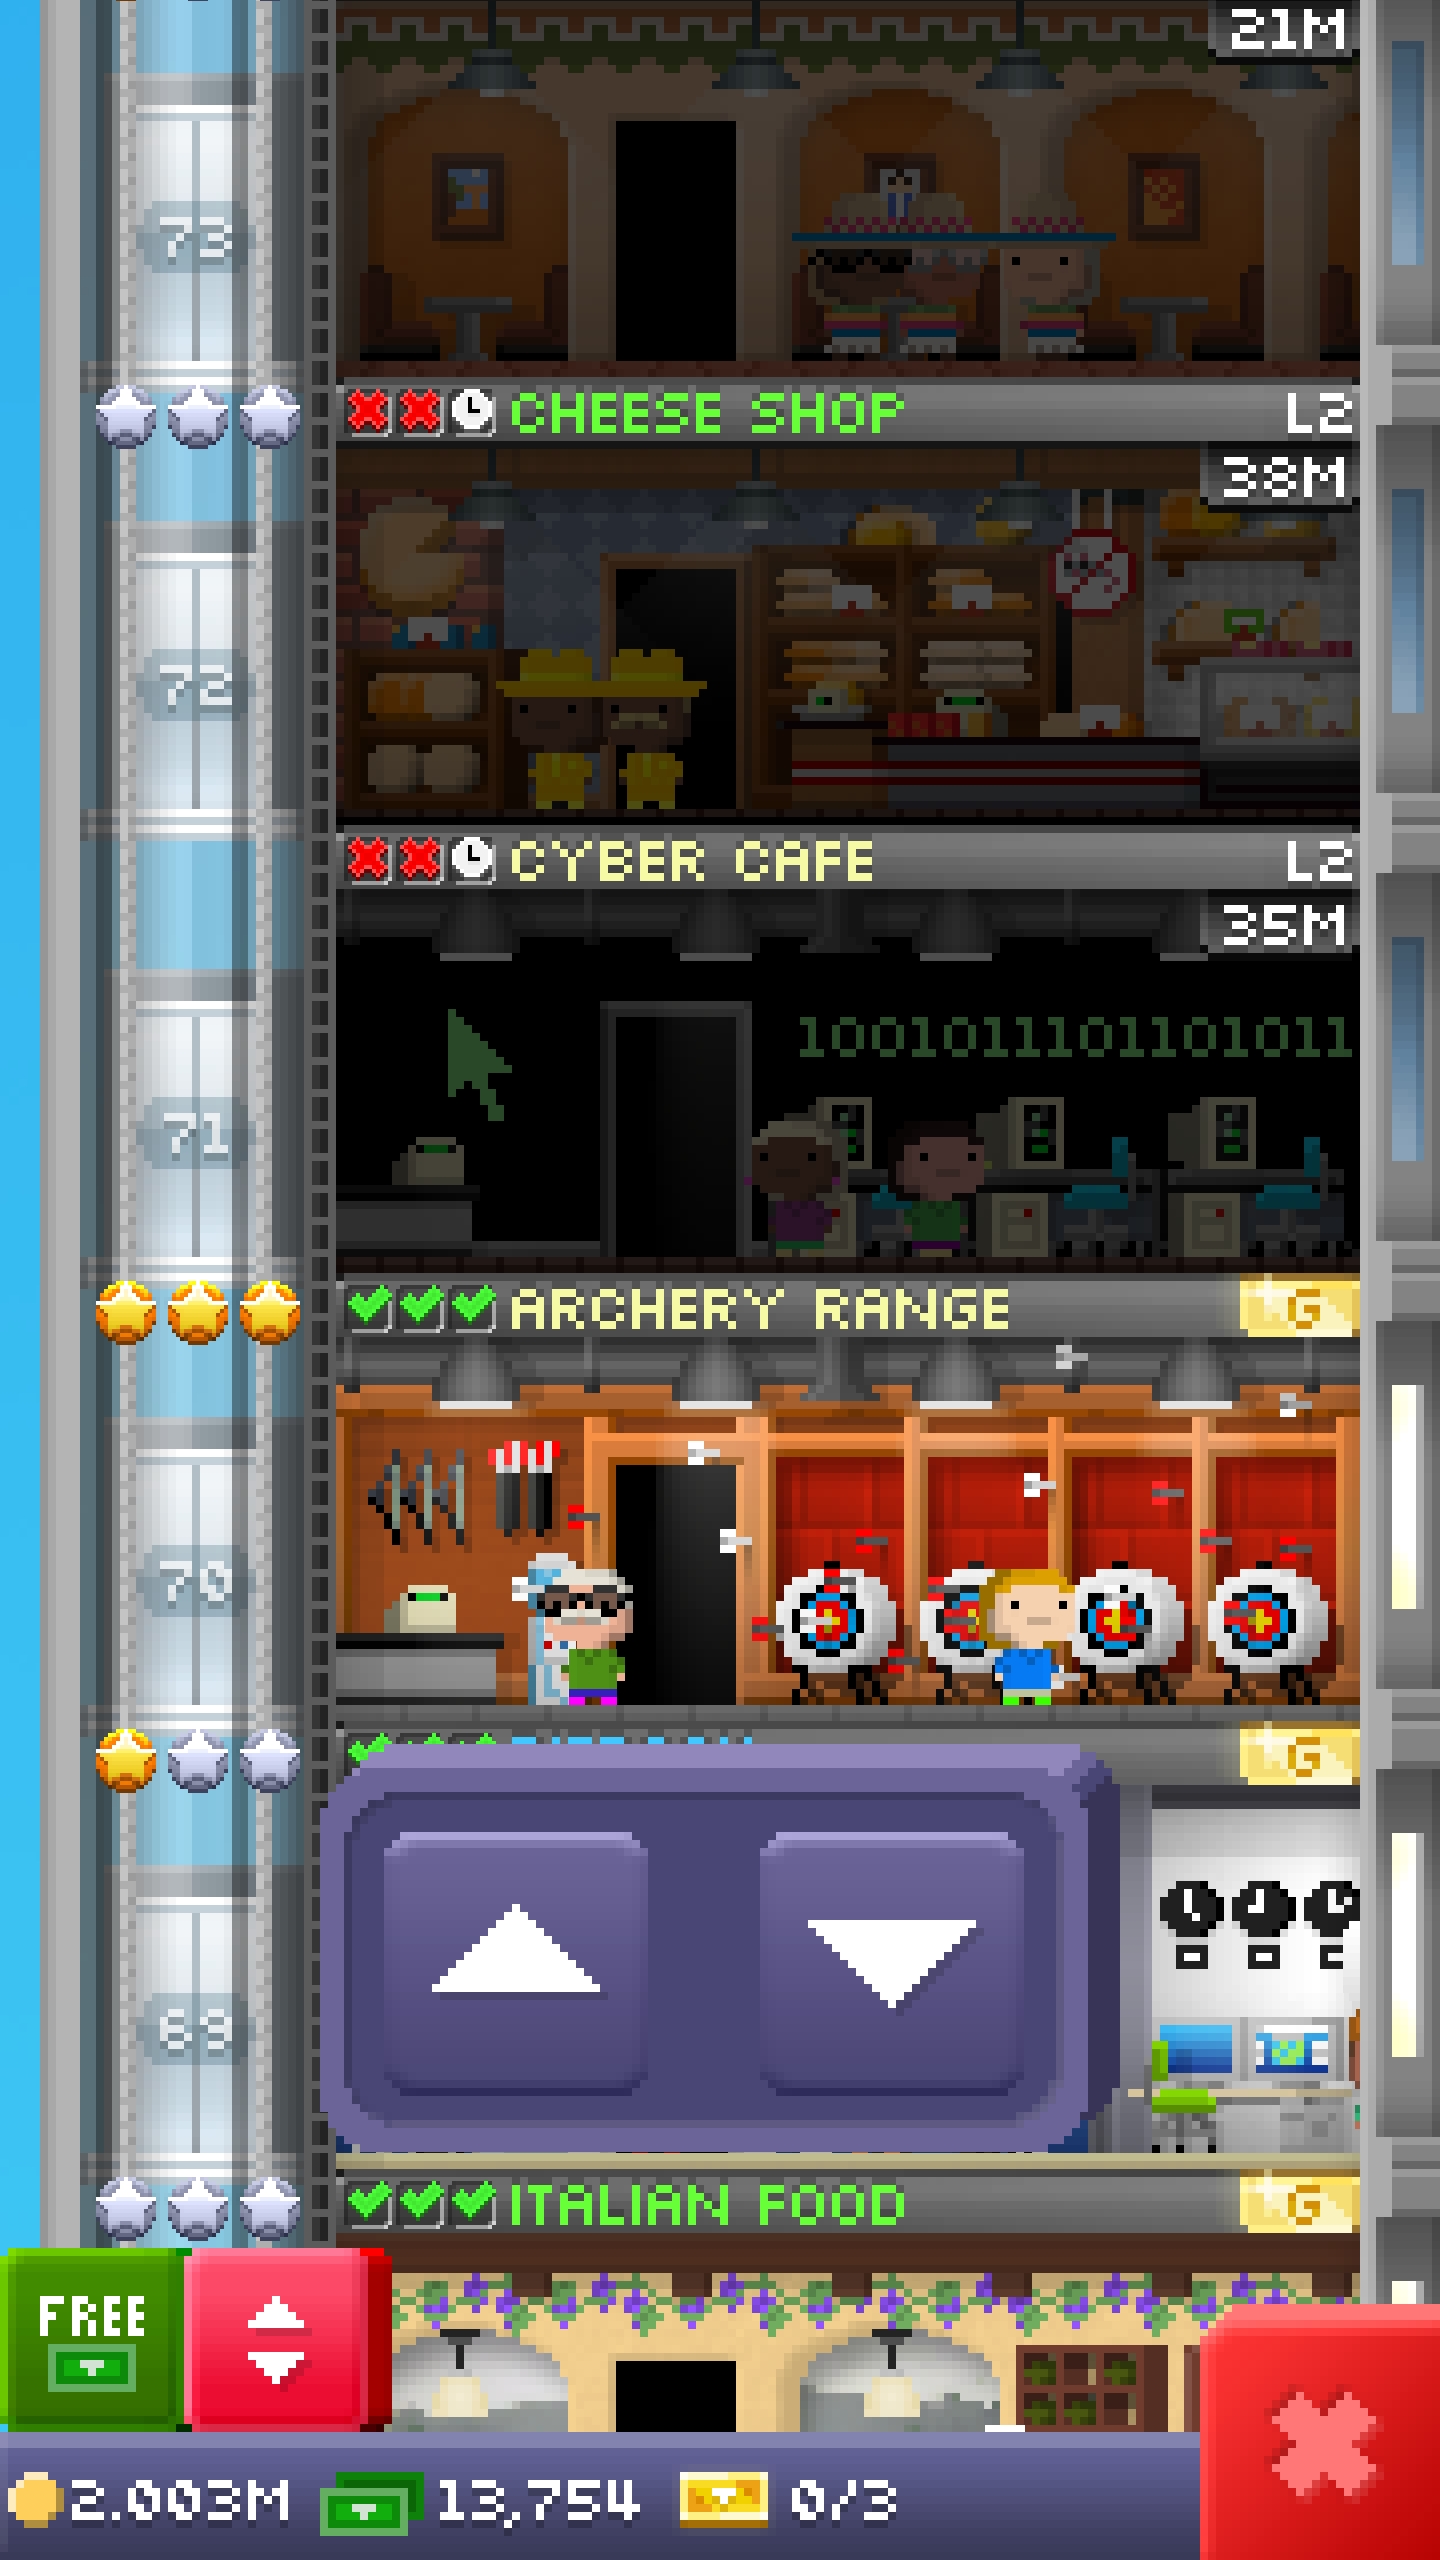 21M
73
CHEESE SHOP L2
38M
72
CYBER CAFE L2
35M
1001011101101011
71
ARCHERY RANGE G
70
G
ITALIAN FOOD G
FREE
2.003M 13,754 0/3